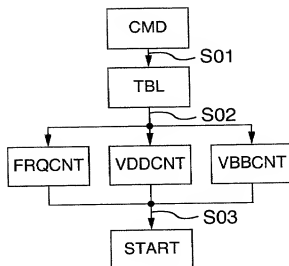 CMD
S01
TBL
S02
FRQCNT VDDCNT VBBCNT
S03
START